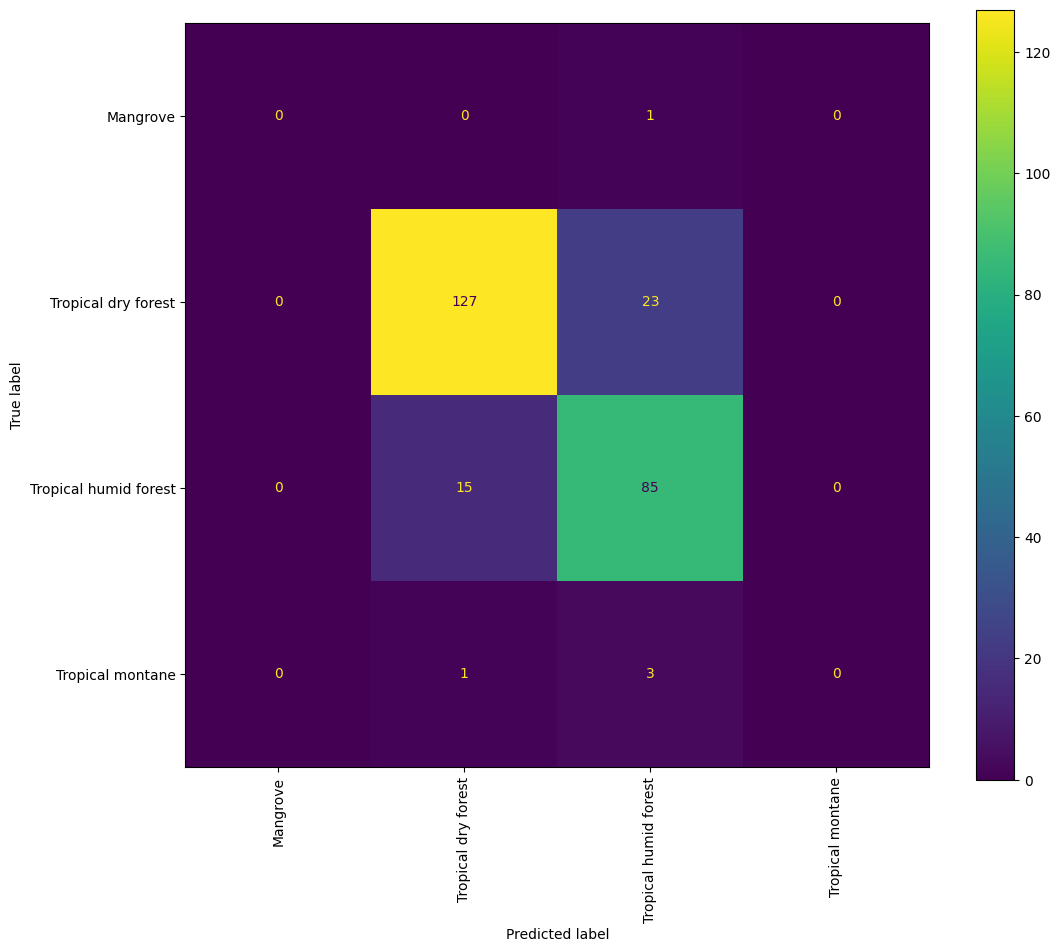 120
100
80
60
40
20
0
Mangrove
0 0 1 0
Tropical dry forest
0 127 23 0
Tropical humid forest
0 15 85 0
Tropical montane
0 1 3 0
True label
Mangrove
Tropical dry forest
Tropical humid forest
Tropical montane
Predicted label